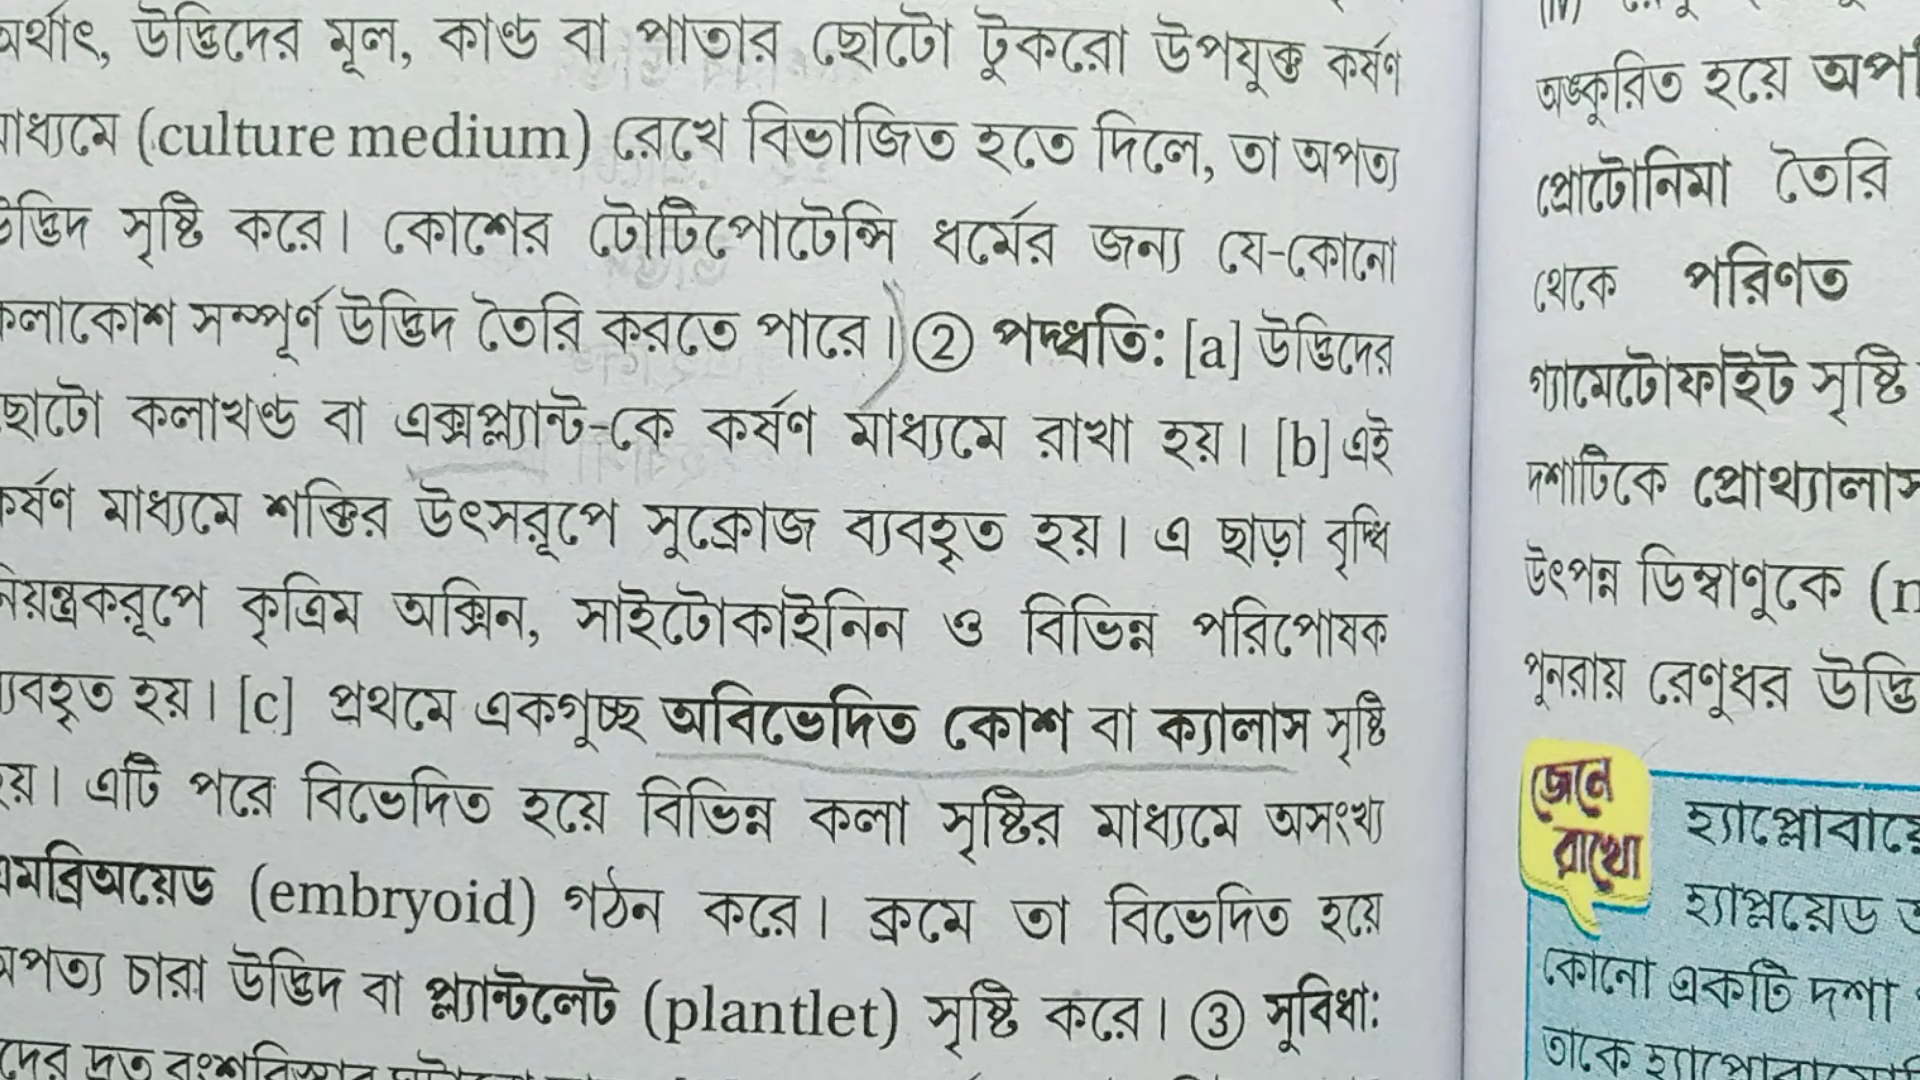 অর্থাৎ, উদ্ভিদের মূল, কাণ্ড বা পাতার ছোটো টুকরো উপযুক্ত কর্ষণ
মাধ্যমে (culture medium) রেখে বিভাজিত হতে দিলে, তা অপত্য
উদ্ভিদ সৃষ্টি করে। কোশের টোটিপোটেন্সি ধর্মের জন্য যে-কোনো
কলাকোশ সম্পূর্ণ উদ্ভিদ তৈরি করতে পারে। ② পদ্ধতি: [a] উদ্ভিদের
ছোটো কলাখণ্ড বা এক্সপ্ল্যান্ট-কে কর্ষণ মাধ্যমে রাখা হয়। [b] এই
কর্ষণ মাধ্যমে শক্তির উৎসরূপে সুক্রোজ ব্যবহৃত হয়। এ ছাড়া বৃদ্ধি
নিয়ন্ত্রকরূপে কৃত্রিম অক্সিন, সাইটোকাইনিন ও বিভিন্ন পরিপোষক
ব্যবহৃত হয়। [c] প্রথমে একগুচ্ছ অবিভেদিত কোশ বা ক্যালাস সৃষ্টি
হয়। এটি পরে বিভেদিত হয়ে বিভিন্ন কলা সৃষ্টির মাধ্যমে অসংখ্য
এমব্রিঅয়েড (embryoid) গঠন করে। ক্রমে তা বিভেদিত হয়ে
অপত্য চারা উদ্ভিদ বা প্ল্যান্টলেট (plantlet) সৃষ্টি করে। ③ সুবিধা:
দ্রুত
(iv)
অঙ্কুরিত হয়ে
প্রোটোনিমা তৈরি
থেকে পরিণত
গ্যামেটোফাইট সৃষ্টি
দশাটিকে প্রোথ্যালাস
উৎপন্ন ডিম্বাণুকে
পুনরায় রেণুধর
জেনে
রাখো
হ্যাপ্লয়েড
কোনো একটি দশা
তাকে